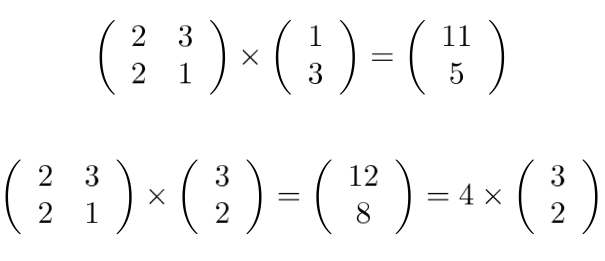 ( 2 3 ; 2 1 ) × ( 1 ; 3 ) = ( 11 ; 5 )
( 2 3 ; 2 1 ) × ( 3 ; 2 ) = ( 12 ; 8 ) = 4 × ( 3 ; 2 )